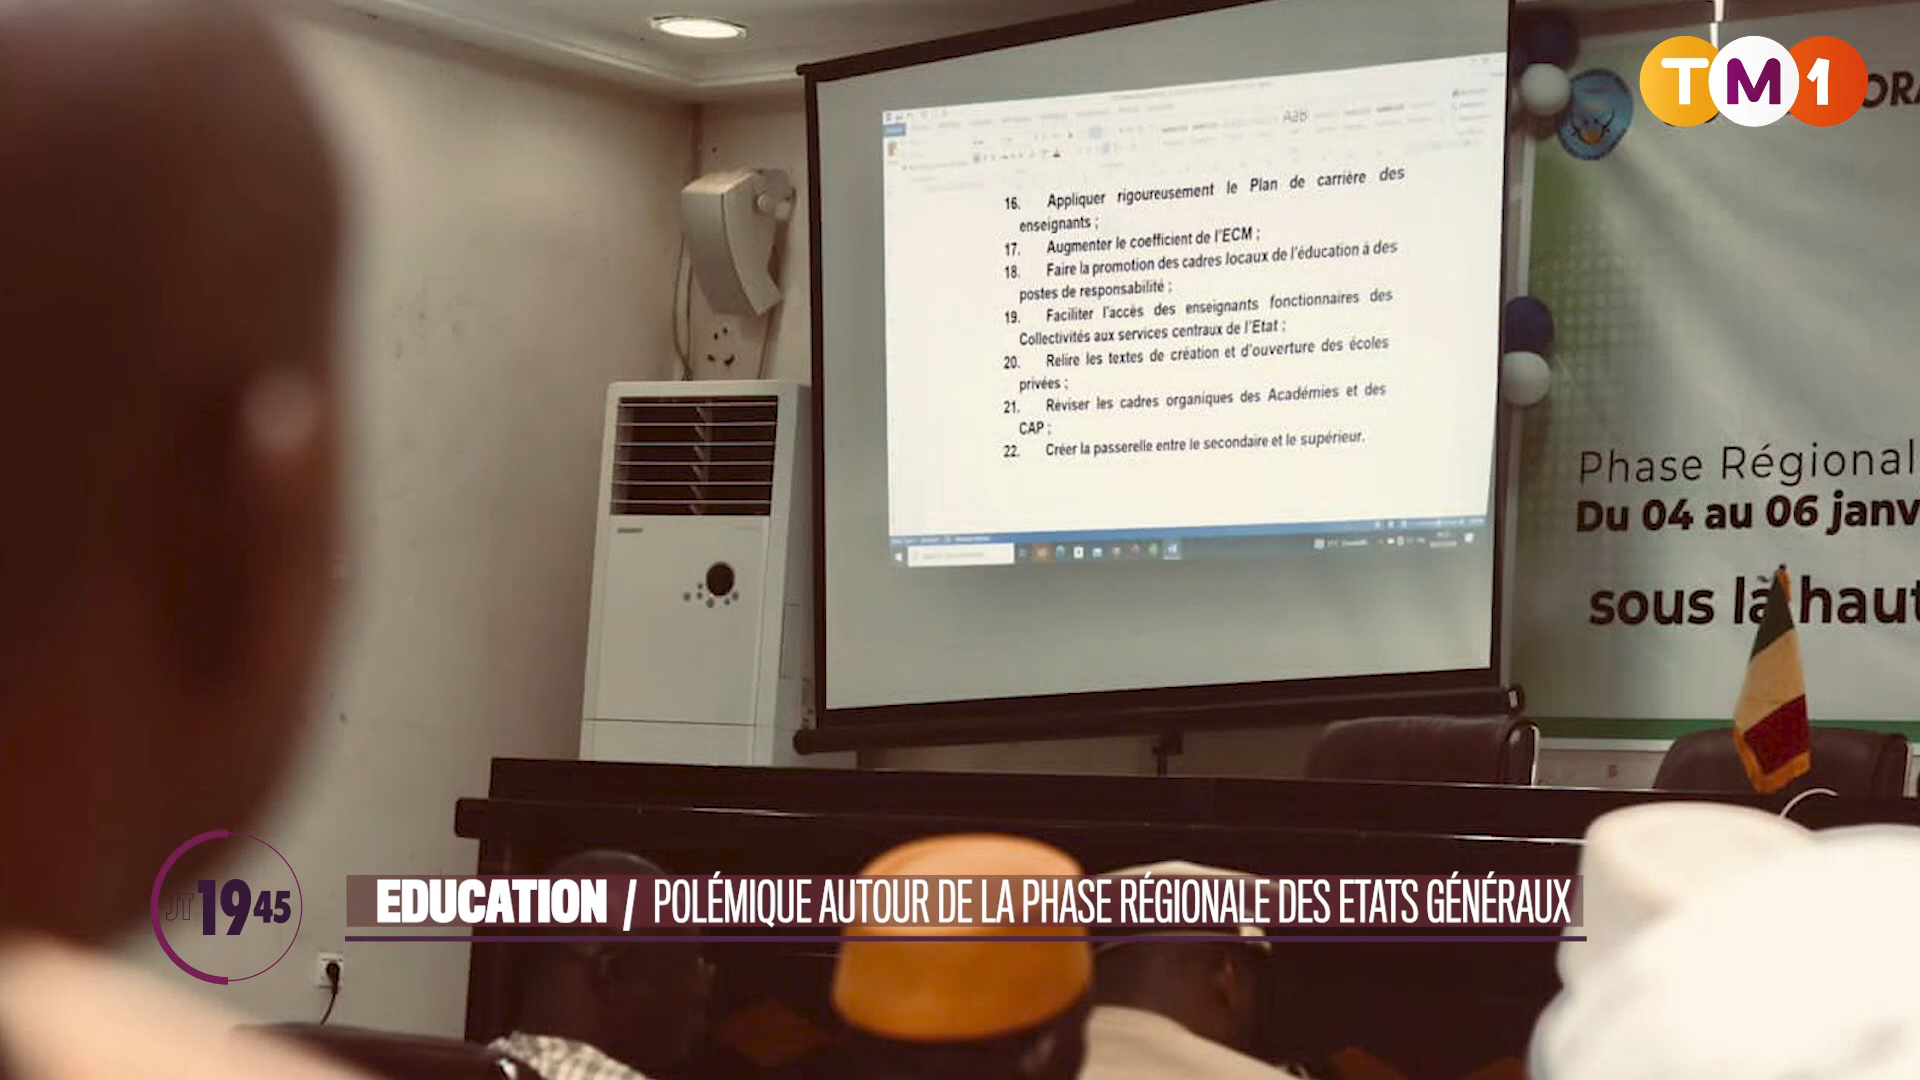 TM1
ORA
AaB
16. Appliquer rigoureusement le Plan de carrière des
enseignants ;
17. Augmenter le coefficient de l'ECM ;
18. Faire la promotion des cadres locaux de l'éducation à des
postes de responsabilité ;
19. Faciliter l'accès des enseignants fonctionnaires des
Collectivités aux services centraux de l'Etat ;
20. Relire les textes de création et d'ouverture des écoles
privées ;
21. Réviser les cadres organiques des Académies et des
CAP ;
22. Créer la passerelle entre le secondaire et le supérieur.
Phase Régional
Du 04 au 06 janv
sous la haut
JT 19 45
EDUCATION / POLÉMIQUE AUTOUR DE LA PHASE RÉGIONALE DES ETATS GÉNÉRAUX